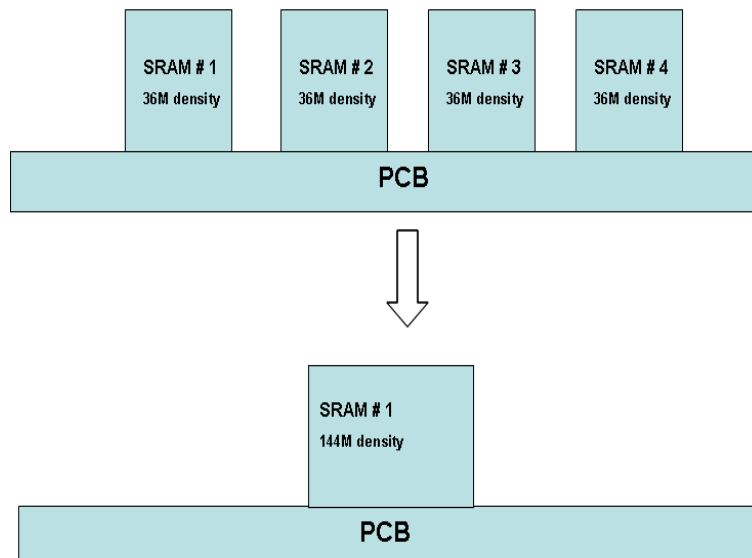 SRAM # 1
36M density
SRAM # 2
36M density
SRAM # 3
36M density
SRAM # 4
36M density
PCB
SRAM # 1
144M density
PCB